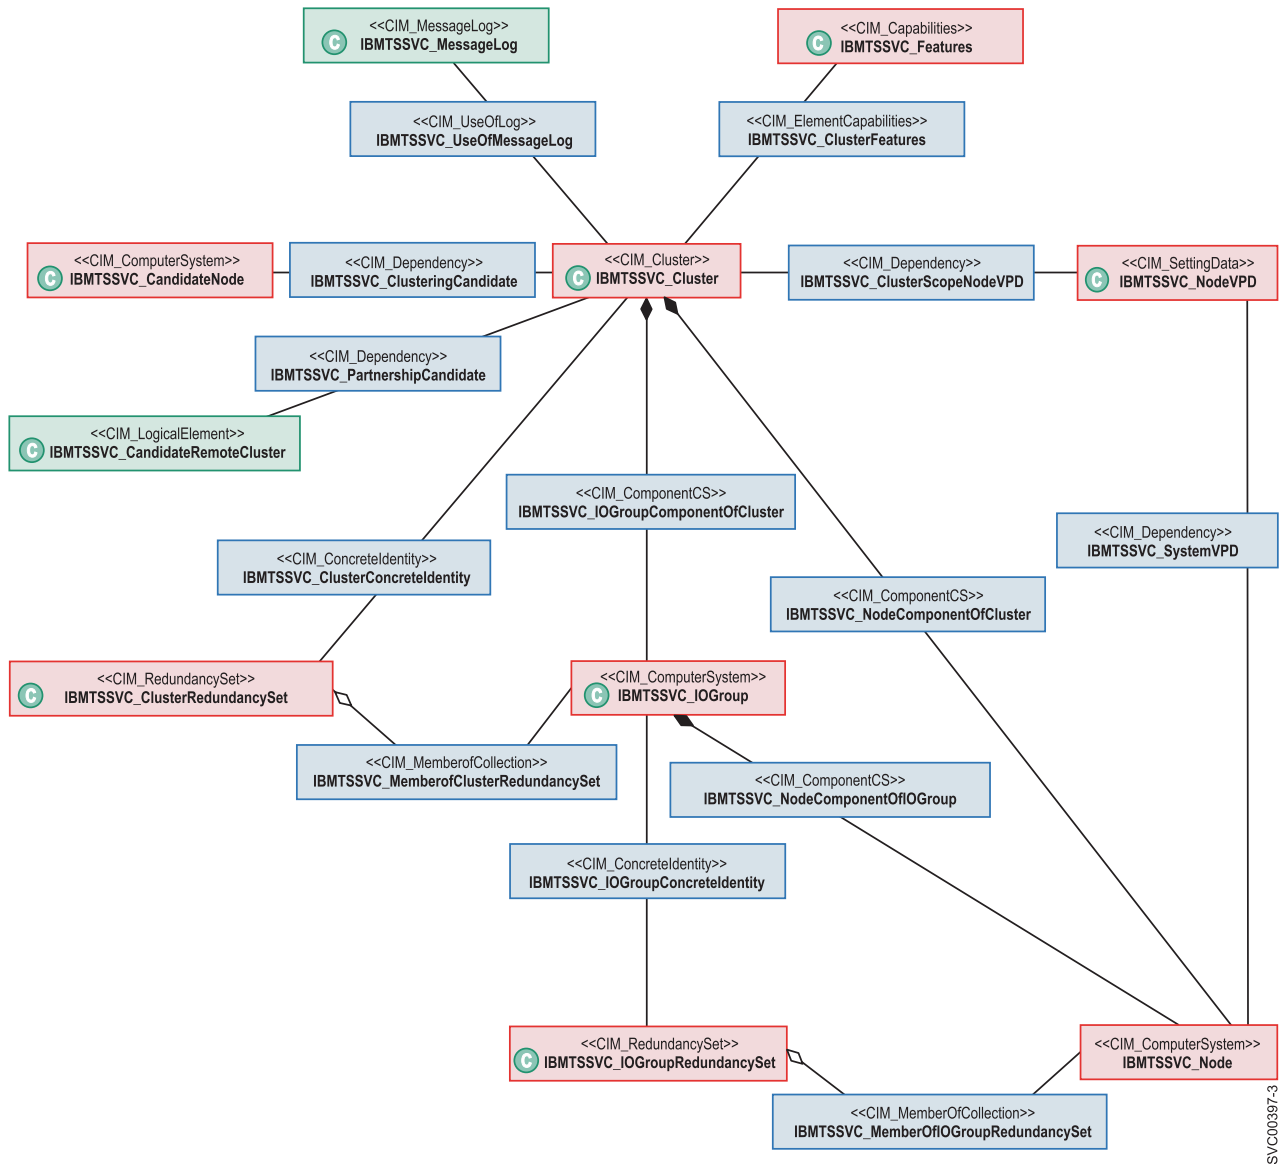 <<CIM_MessageLog>>
C
IBMTSSVC_MessageLog
<<CIM_Capabilities>>
C
IBMTSSVC_Features
<<CIM_UseOfLog>>
IBMTSSVC_UseOfMessageLog
<<CIM_ElementCapabilities>>
IBMTSSVC_ClusterFeatures
<<CIM_ComputerSystem>>
C
IBMTSSVC_CandidateNode
<<CIM_Dependency>>
IBMTSSVC_ClusteringCandidate
<<CIM_Cluster>>
C
IBMTSSVC_Cluster
<<CIM_Dependency>>
IBMTSSVC_ClusterScopeNodeVPD
<<CIM_SettingData>>
C
IBMTSSVC_NodeVPD
<<CIM_Dependency>>
IBMTSSVC_PartnershipCandidate
<<CIM_LogicalElement>>
C
IBMTSSVC_CandidateRemoteCluster
<<CIM_ComponentCS>>
IBMTSSVC_IOGroupComponentOfCluster
<<CIM_Dependency>>
IBMTSSVC_SystemVPD
<<CIM_ConcreteIdentity>>
IBMTSSVC_ClusterConcreteIdentity
<<CIM_ComponentCS>>
IBMTSSVC_NodeComponentOfCluster
<<CIM_RedundancySet>>
C
IBMTSSVC_ClusterRedundancySet
<<CIM_ComputerSystem>>
C
IBMTSSVC_IOGroup
<<CIM_MemberofCollection>>
IBMTSSVC_MemberofClusterRedundancySet
<<CIM_ComponentCS>>
IBMTSSVC_NodeComponentOfIOGroup
<<CIM_ConcreteIdentity>>
IBMTSSVC_IOGroupConcreteIdentity
<<CIM_RedundancySet>>
C
IBMTSSVC_IOGroupRedundancySet
<<CIM_ComputerSystem>>
IBMTSSVC_Node
<<CIM_MemberOfCollection>>
IBMTSSVC_MemberOfIOGroupRedundancySet
SVC00397-3